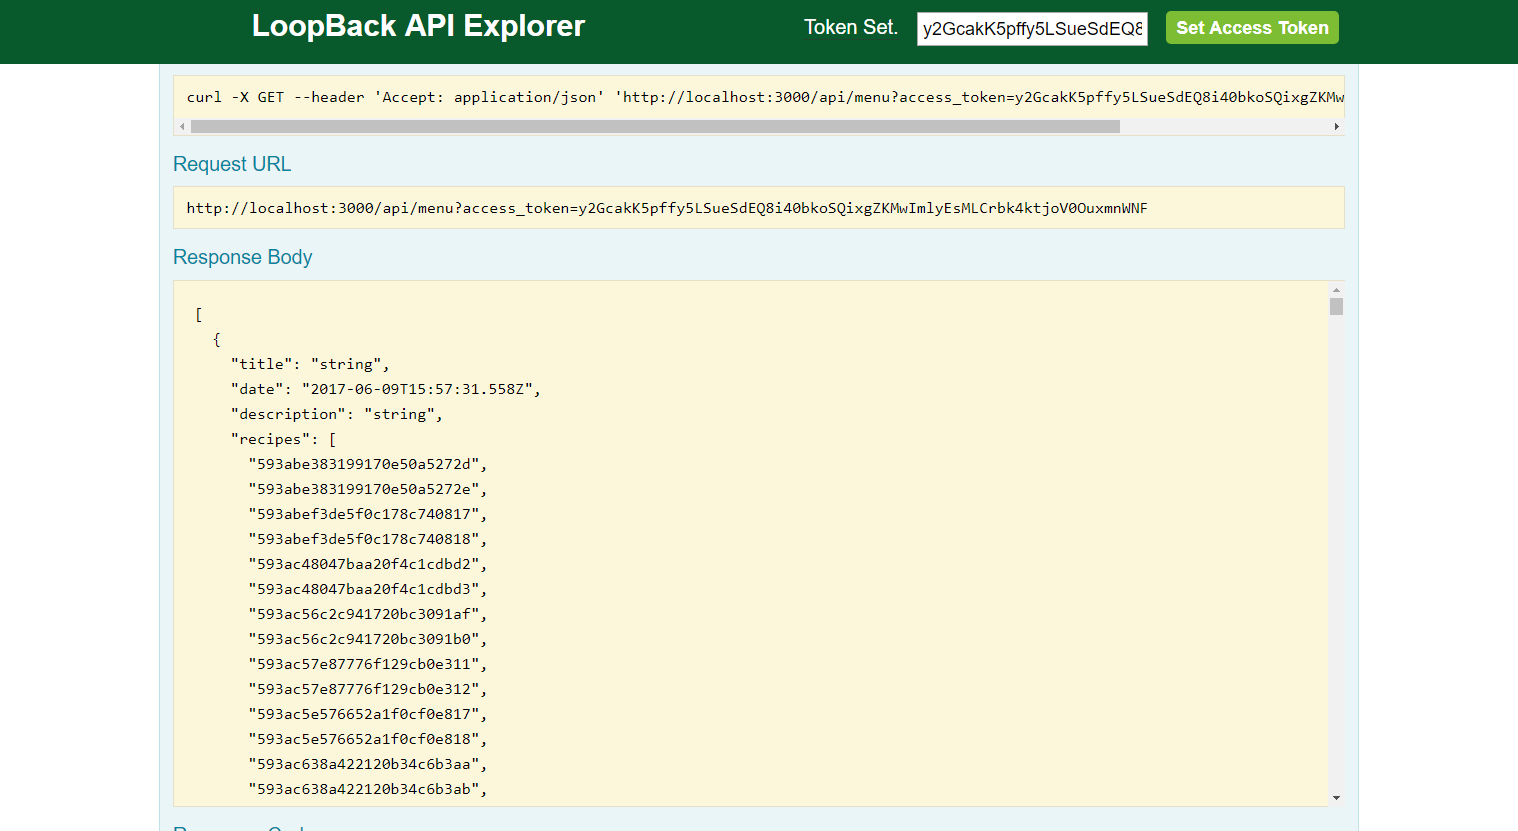 LoopBack API Explorer
Token Set.
y2GcakK5pffy5LSueSdEQ8
Set Access Token
curl -X GET --header 'Accept: application/json' 'http://localhost:3000/api/menu?access_token=y2GcakK5pffy5LSueSdEQ8i40bkoSQixgZKMw
Request URL
http://localhost:3000/api/menu?access_token=y2GcakK5pffy5LSueSdEQ8i40bkoSQixgZKMwImlyEsMLCrbk4ktjoV0OuxmnWNF
Response Body
[
{
"title": "string",
"date": "2017-06-09T15:57:31.558Z",
"description": "string",
"recipes": [
"593abe383199170e50a5272d",
"593abe383199170e50a5272e",
"593abef3de5f0c178c740817",
"593abef3de5f0c178c740818",
"593ac48047baa20f4c1cdbd2",
"593ac48047baa20f4c1cdbd3",
"593ac56c2c941720bc3091af",
"593ac56c2c941720bc3091b0",
"593ac57e87776f129cb0e311",
"593ac57e87776f129cb0e312",
"593ac5e576652a1f0cf0e817",
"593ac5e576652a1f0cf0e818",
"593ac638a422120b34c6b3aa",
"593ac638a422120b34c6b3ab",